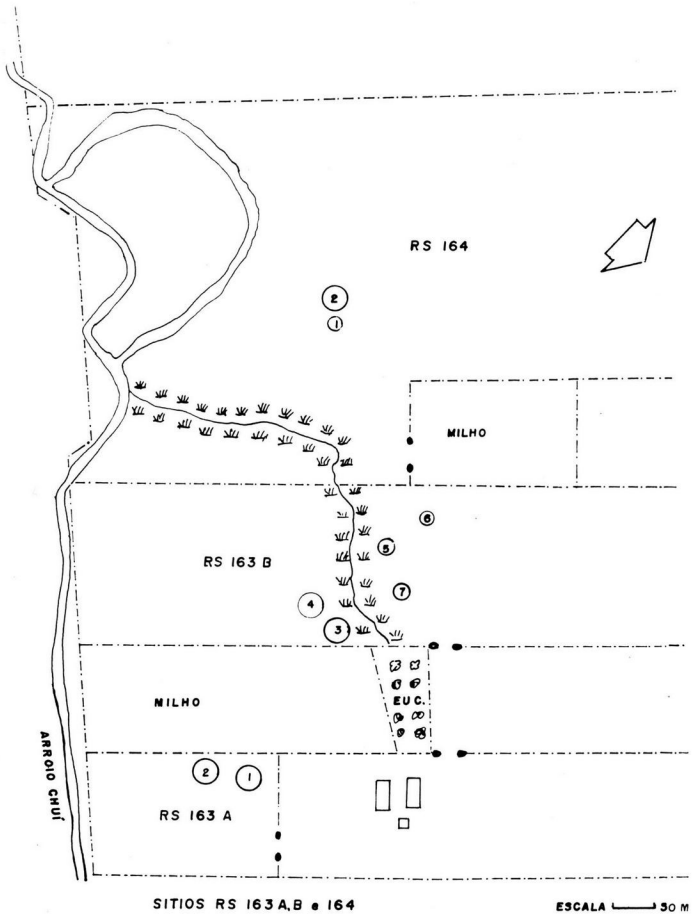 RS 164
2
1
MILHO
6
5
RS 163 B
7
4
3
MILHO
EUC.
ARROIO CHUÍ
2
1
RS 163 A
SITIOS RS 163 A, B e 164
ESCALA 50 M